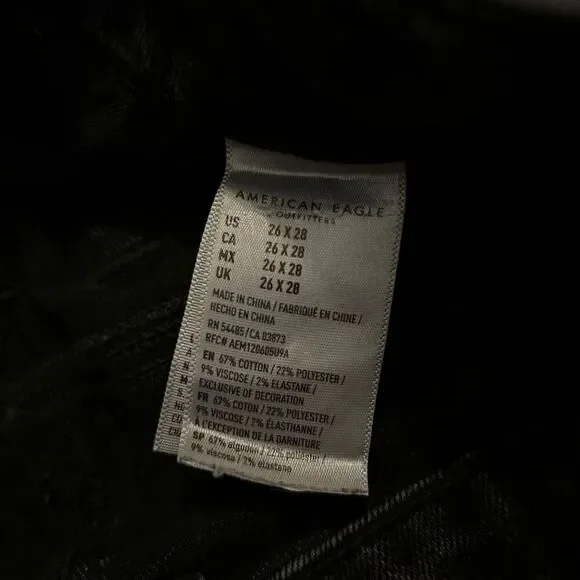 AMERICAN EAGLE
OUTFITTERS
US 26 X 28
CA 26 X 28
MX 26 X 28
UK 26 X 28
MADE IN CHINA / FABRIQUÉ EN CHINE /
HECHO EN CHINA
RN 54485/CA 03873
RFC# AEM120605U9A
EN 67% COTTON / 22% POLYESTER /
9% VISCOSE / 2% ELASTANE /
EXCLUSIVE OF DECORATION
FR 67% COTON / 22% POLYESTER /
9% VISCOSE / 2% ÉLASTHANNE /
À L'EXCEPTION DE LA GARNITURE
SP 67% algodon / 22% poliéster /
9% viscosa / 2% elastano